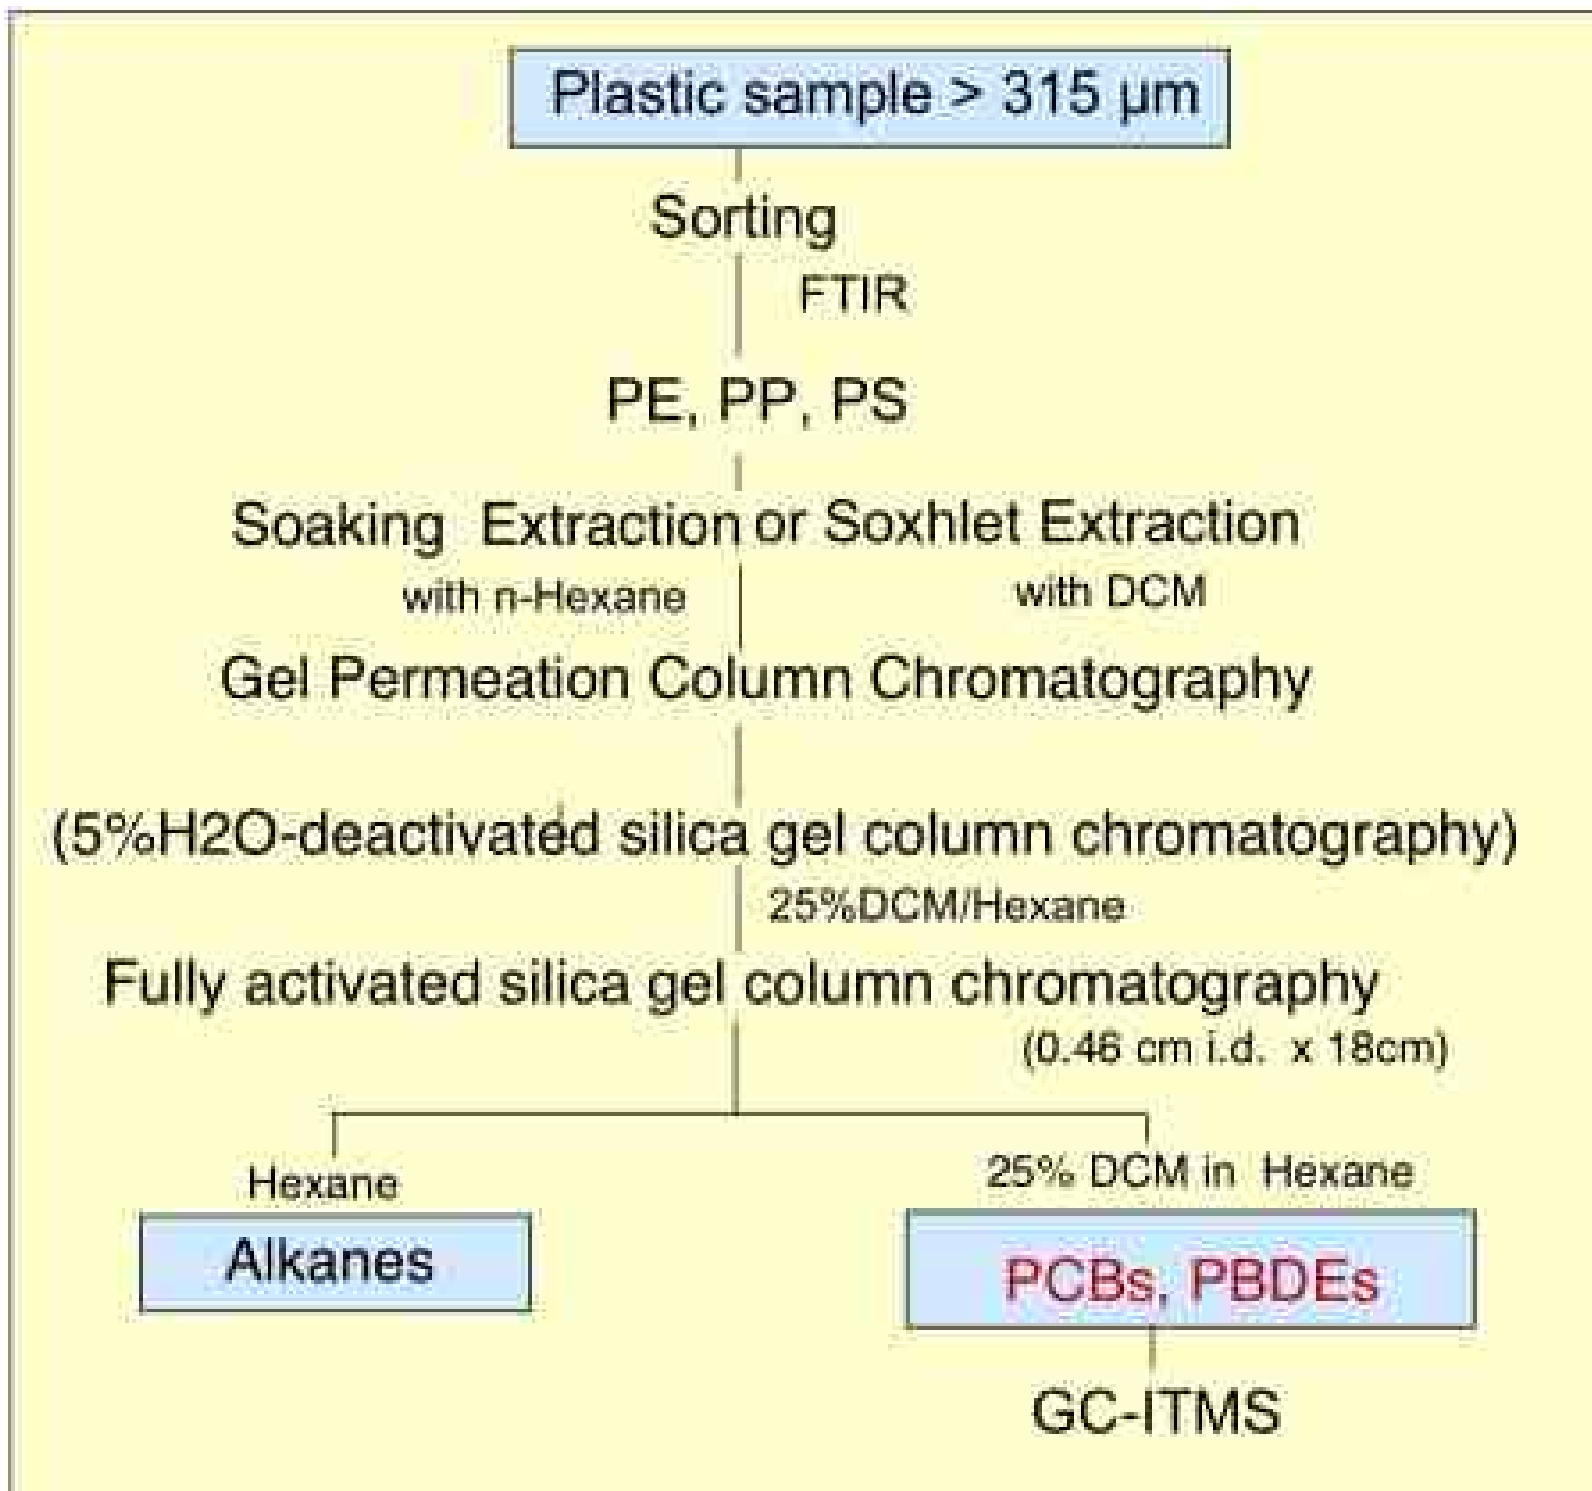 Plastic sample > 315 µm
Sorting
FTIR
PE, PP, PS
Soaking Extraction or Soxhlet Extraction
with n-Hexane with DCM
Gel Permeation Column Chromatography
(5%H2O-deactivated silica gel column chromatography)
25%DCM/Hexane
Fully activated silica gel column chromatography
(0.46 cm i.d. x 18cm)
Hexane 25% DCM in Hexane
Alkanes PCBs, PBDEs
GC-ITMS